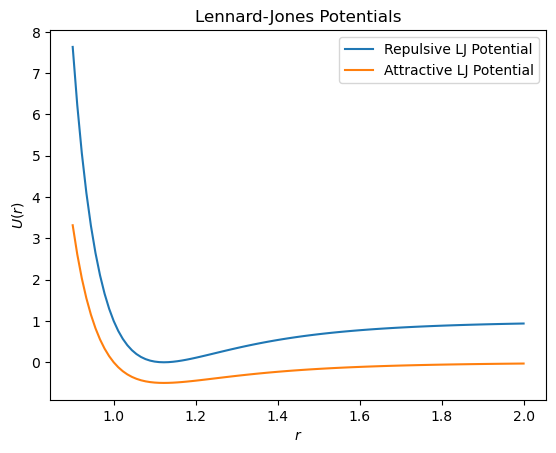 Lennard-Jones Potentials
Repulsive LJ Potential
Attractive LJ Potential
U(r)
8
7
6
5
4
3
2
1
0
1.0 1.2 1.4 1.6 1.8 2.0
r